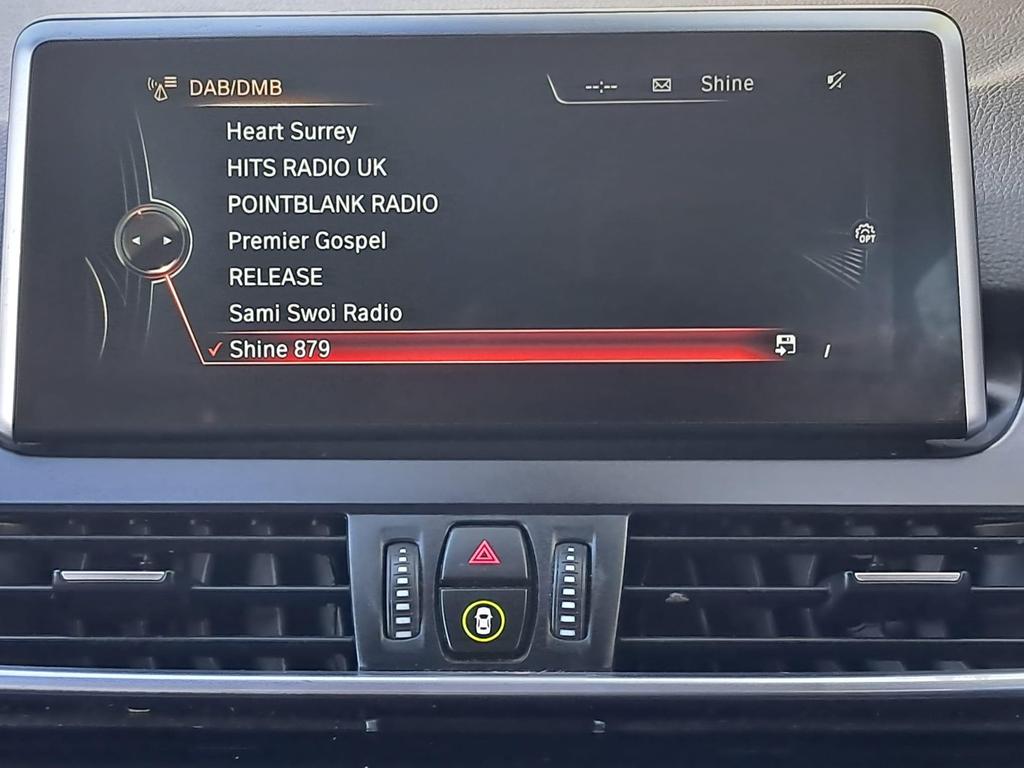 DAB/DMB
--:--
Shine
Heart Surrey
HITS RADIO UK
POINTBLANK RADIO
Premier Gospel
RELEASE
Sami Swoi Radio
Shine 879
OPT